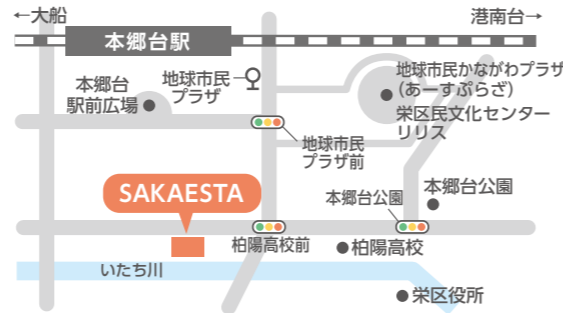 ←大船
港南台→
本郷台駅
本郷台
駅前広場
地球市民
プラザ
地球市民かながわプラザ
(あーすぷらざ)
栄区民文化センター
リリス
地球市民
プラザ前
SAKAESTA
本郷台公園
本郷台公園
柏陽高校前
柏陽高校
いたち川
栄区役所